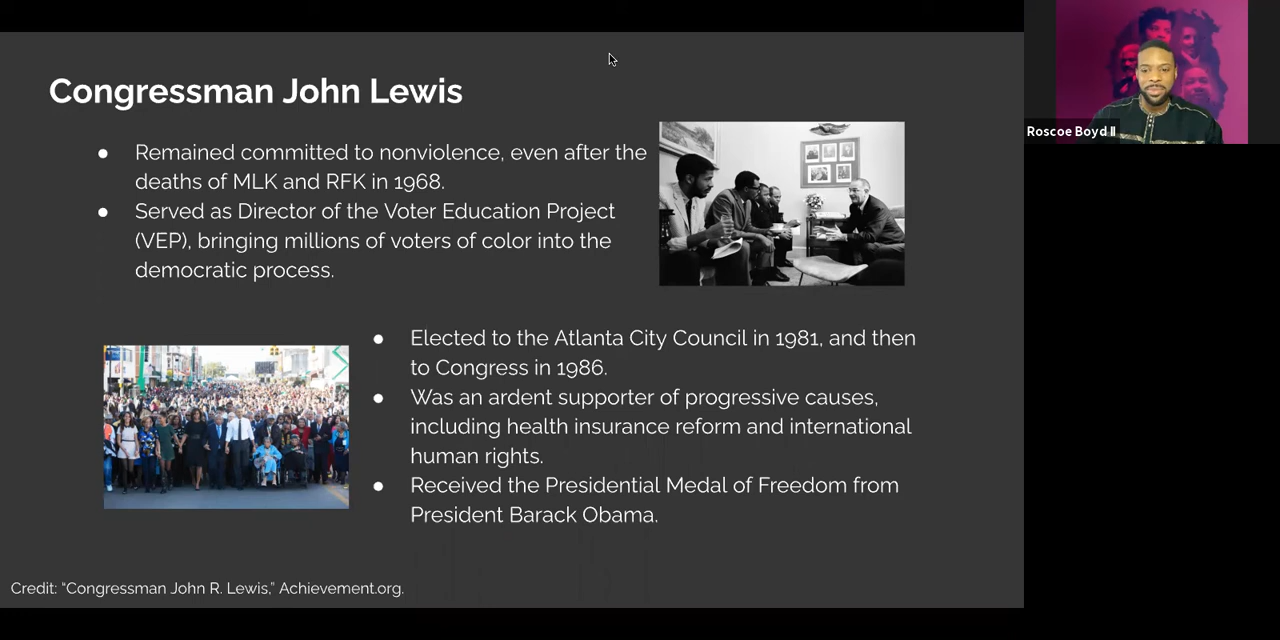 Congressman John Lewis
● Remained committed to nonviolence, even after the
deaths of MLK and RFK in 1968.
● Served as Director of the Voter Education Project
(VEP), bringing millions of voters of color into the
democratic process.
● Elected to the Atlanta City Council in 1981, and then
to Congress in 1986.
● Was an ardent supporter of progressive causes,
including health insurance reform and international
human rights.
● Received the Presidential Medal of Freedom from
President Barack Obama.
Credit: “Congressman John R. Lewis,” Achievement.org.
Roscoe Boyd II